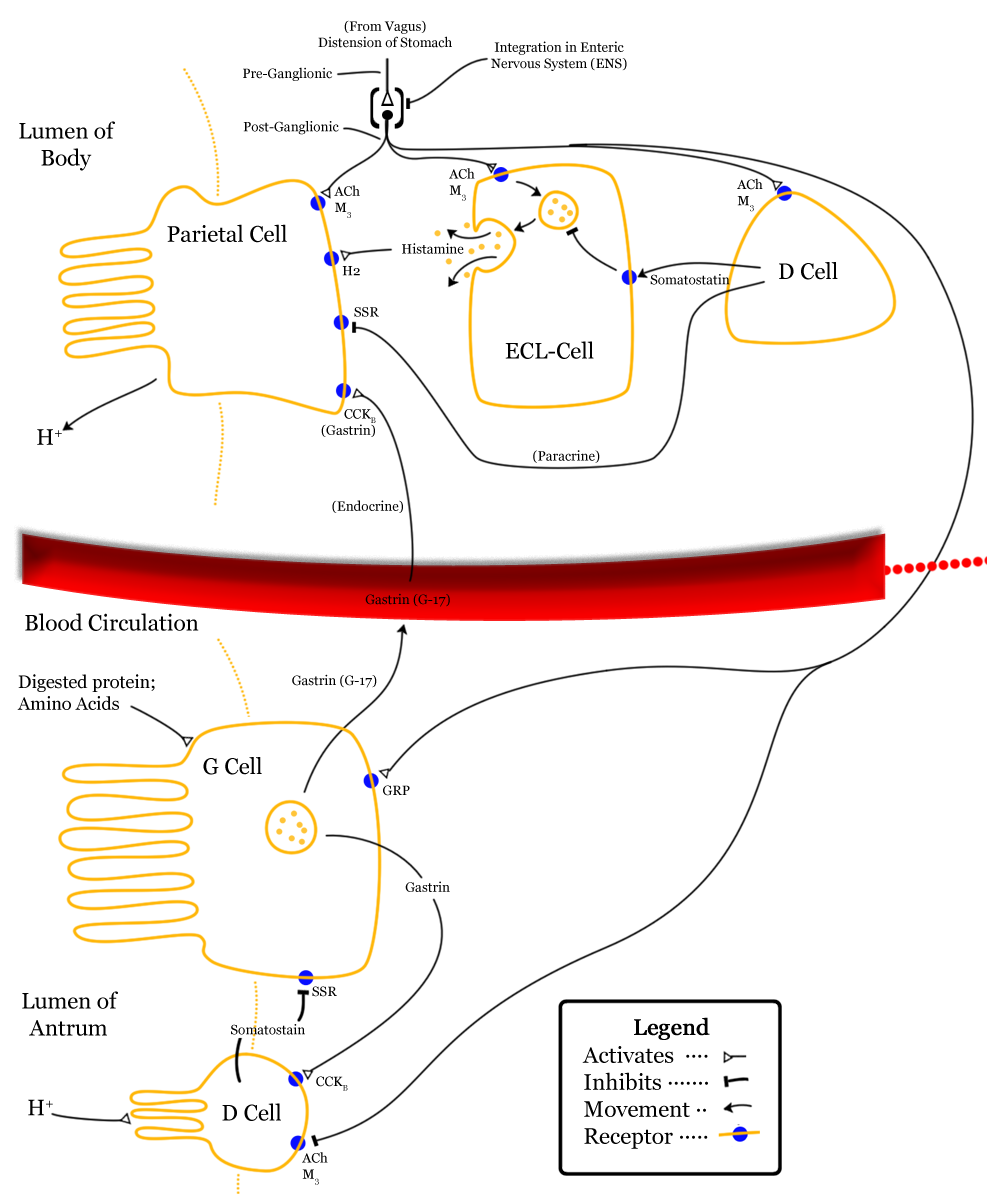 (From Vagus)
Distension of Stomach
Integration in Enteric
Nervous System (ENS)
Pre-Ganglionic
Post-Ganglionic
Lumen of
Body
Parietal Cell
ACh
M3
H2
SSR
CCKB
(Gastrin)
H+
ACh
M3
Histamine
ECL-Cell
ACh
M3
Somatostatin
D Cell
(Paracrine)
(Endocrine)
Gastrin (G-17)
Blood Circulation
Gastrin (G-17)
Digested protein;
Amino Acids
G Cell
GRP
Gastrin
SSR
Lumen of
Antrum
Somatostain
CCKB
D Cell
H+
ACh
M3
Legend
Activates ····
Inhibits ·······
Movement ··
Receptor ·····